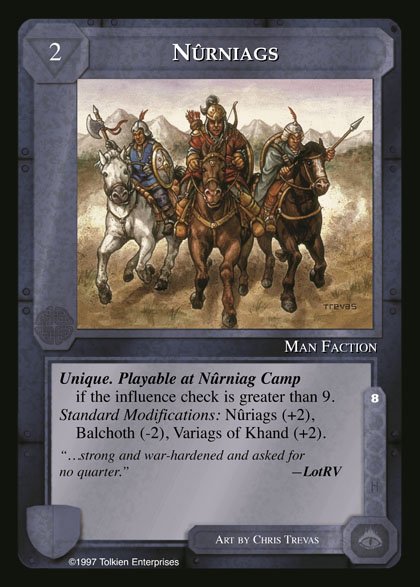 2
NÛRNIAGS
TREVAS
MAN FACTION
Unique. Playable at Nûrniag Camp
if the influence check is greater than 9.
Standard Modifications: Nûriags (+2),
Balchoth (-2), Variags of Khand (+2).
8
“…strong and war-hardened and asked for
no quarter.” –LotRV
H
ART BY CHRIS TREVAS
©1997 Tolkien Enterprises